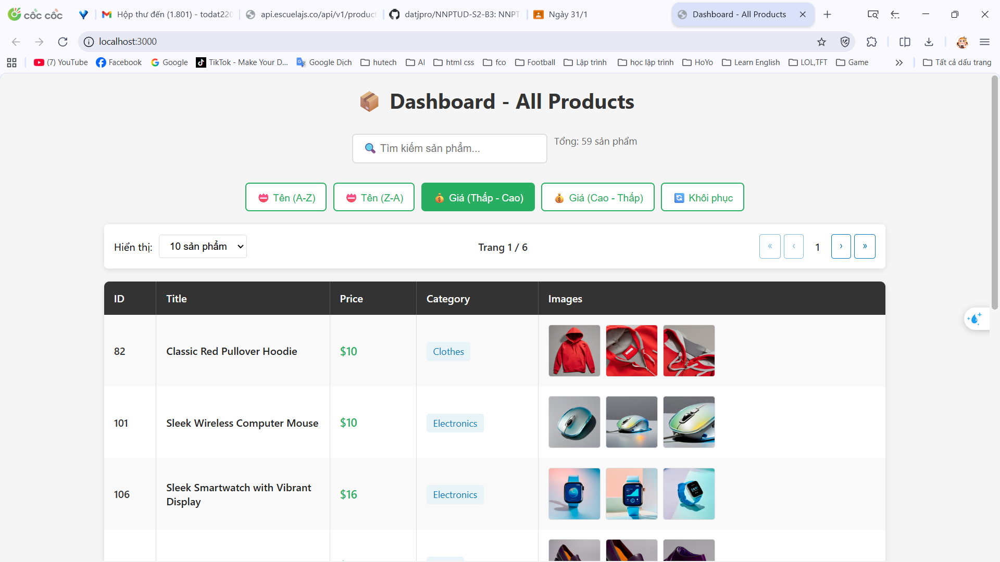 cốc cốc
Hộp thư đến (1.801) - todat220
api.escuelajs.co/api/v1/product
datjpro/NNPTUD-S2-B3: NNPT
Ngày 31/1
Dashboard - All Products
localhost:3000
(7) YouTube
Facebook
Google
TikTok - Make Your D...
Google Dịch
hutech
AI
html css
fco
Football
Lập trình
học lập trình
HoYo
Learn English
LOL,TFT
Game
Tất cả dấu trang
Dashboard - All Products
Tìm kiếm sản phẩm...
Tổng: 59 sản phẩm
Tên (A-Z)
Tên (Z-A)
Giá (Thấp - Cao)
Giá (Cao - Thấp)
Khôi phục
Hiển thị:
10 sản phẩm
Trang 1 / 6
« ‹ 1 › »
ID Title Price Category Images
82 Classic Red Pullover Hoodie $10 Clothes
101 Sleek Wireless Computer Mouse $10 Electronics
106 Sleek Smartwatch with Vibrant Display $16 Electronics